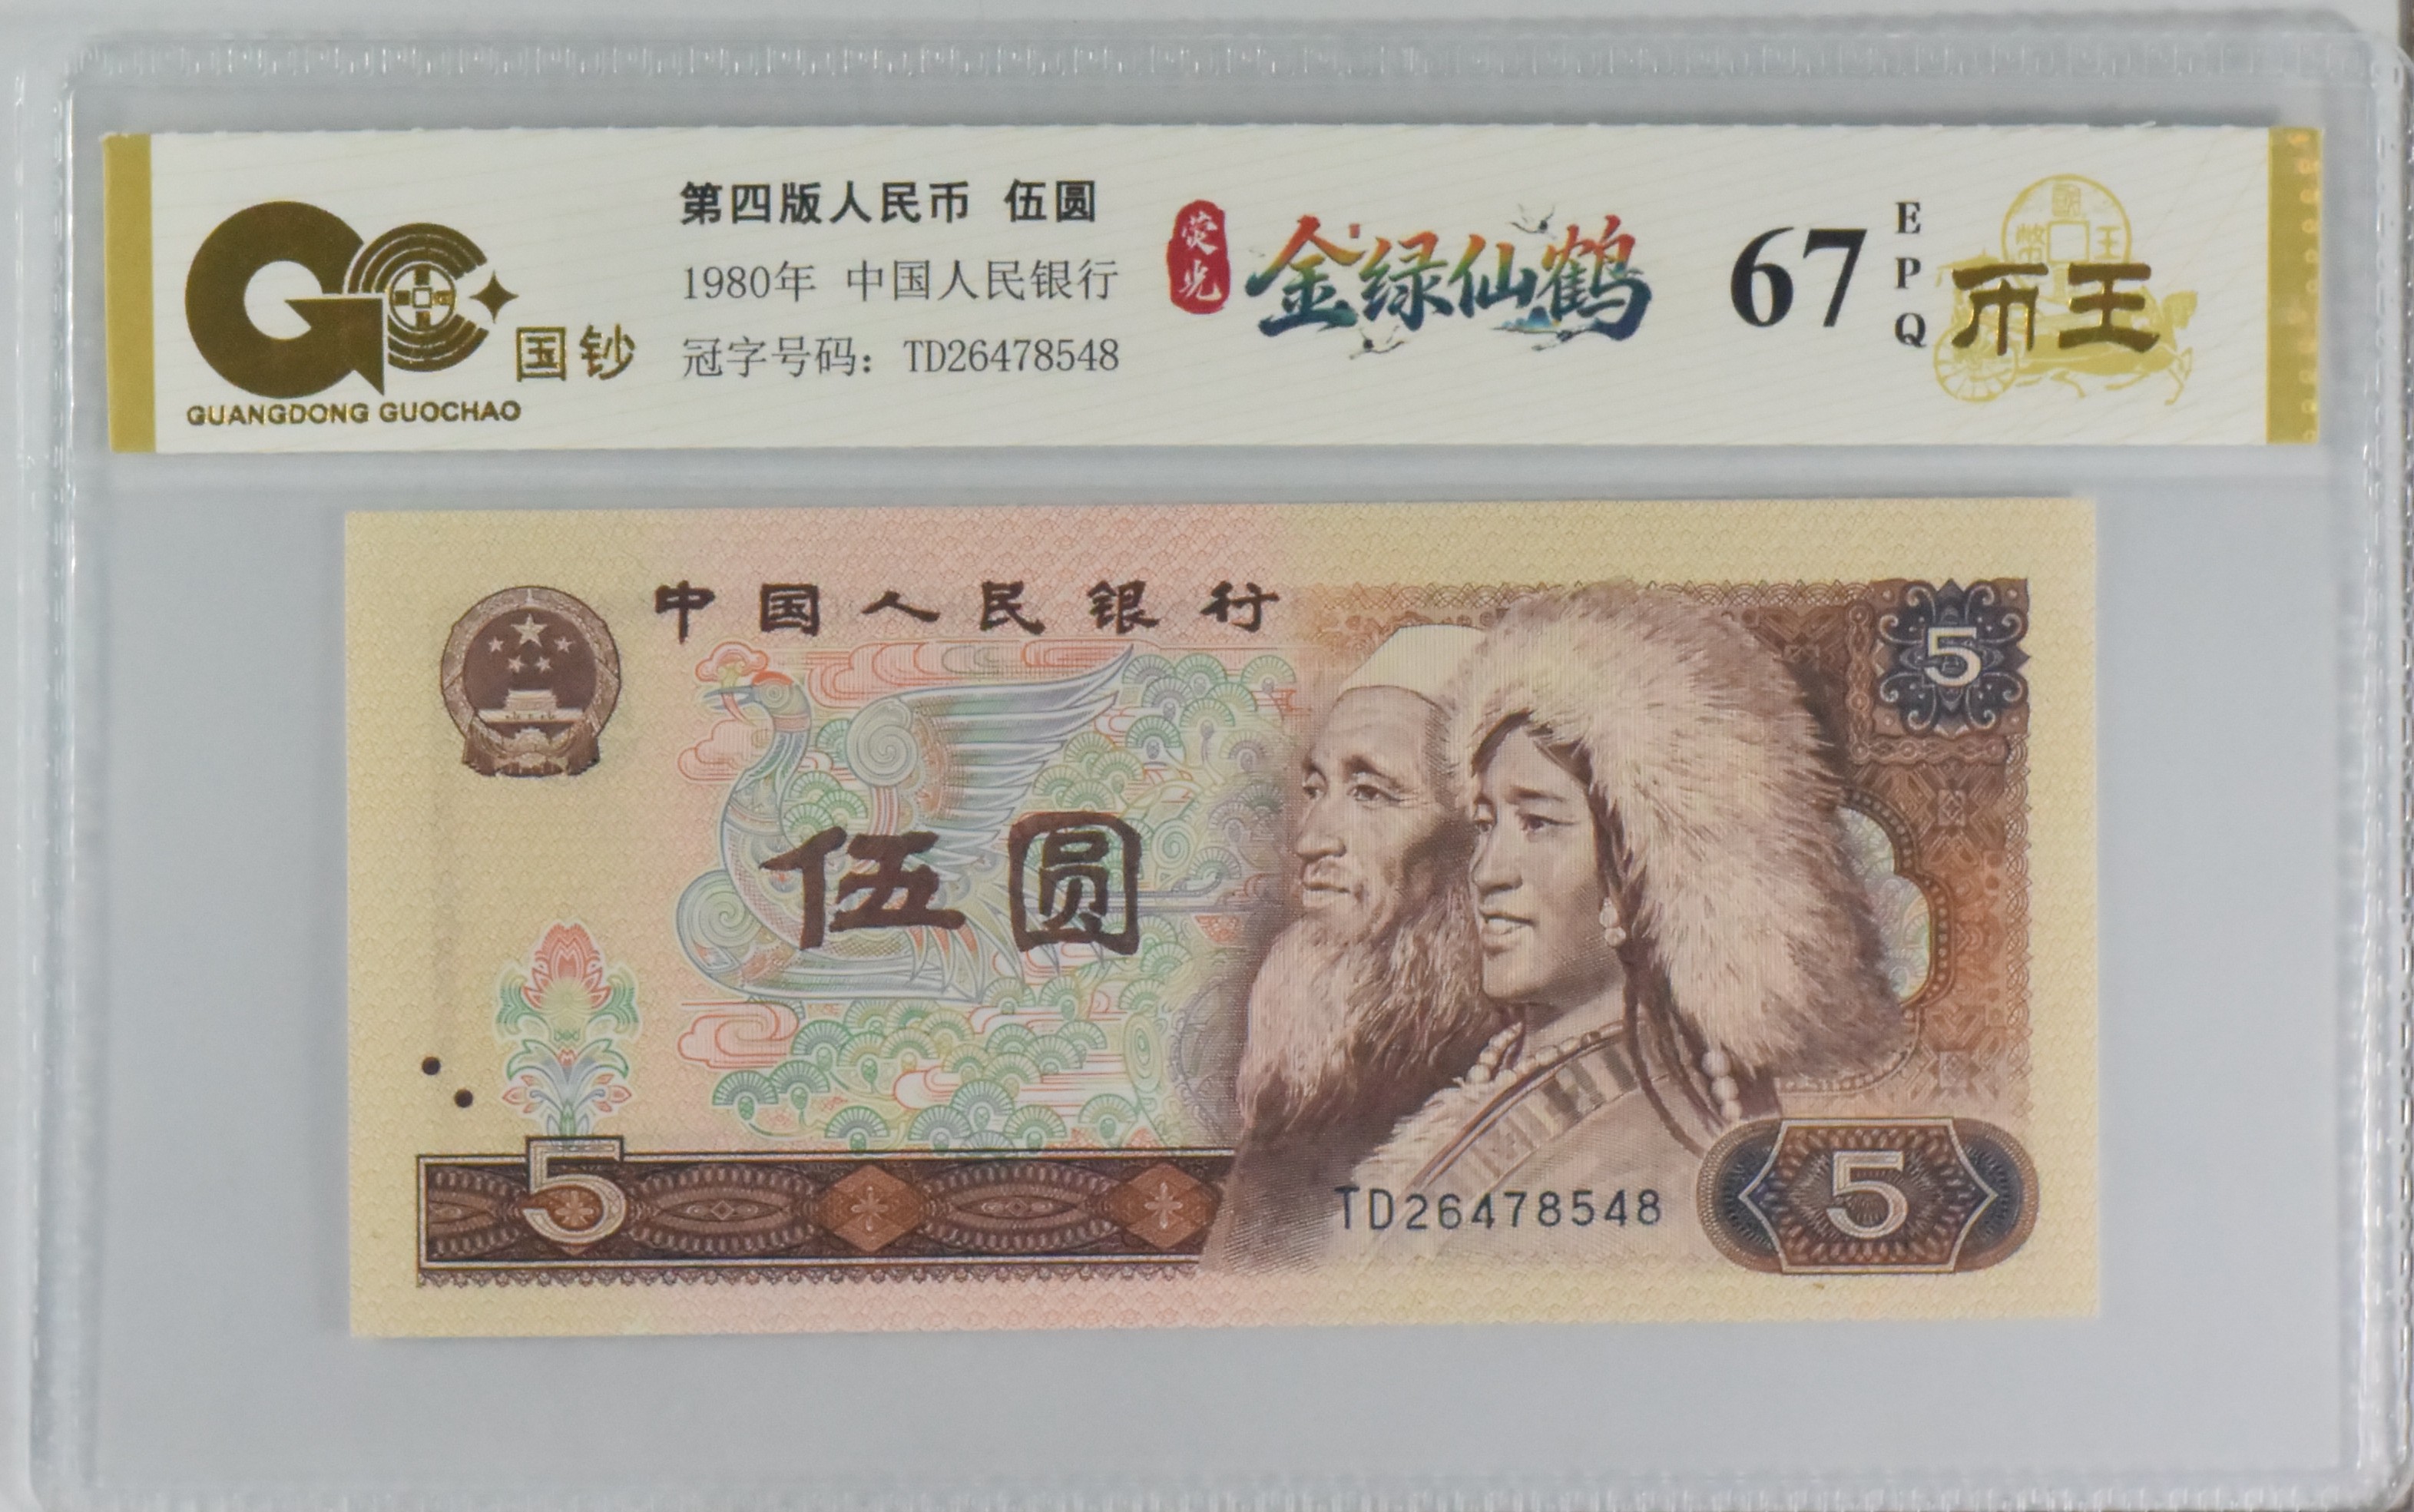 国钞
GUANGDONG GUOCHAO
第四版人民币 伍圆
1980年 中国人民银行
冠字号码：TD26478548
荧光
金绿仙鹤
67
EPQ
币王
中国人民银行
5
伍圆
5
TD26478548
5